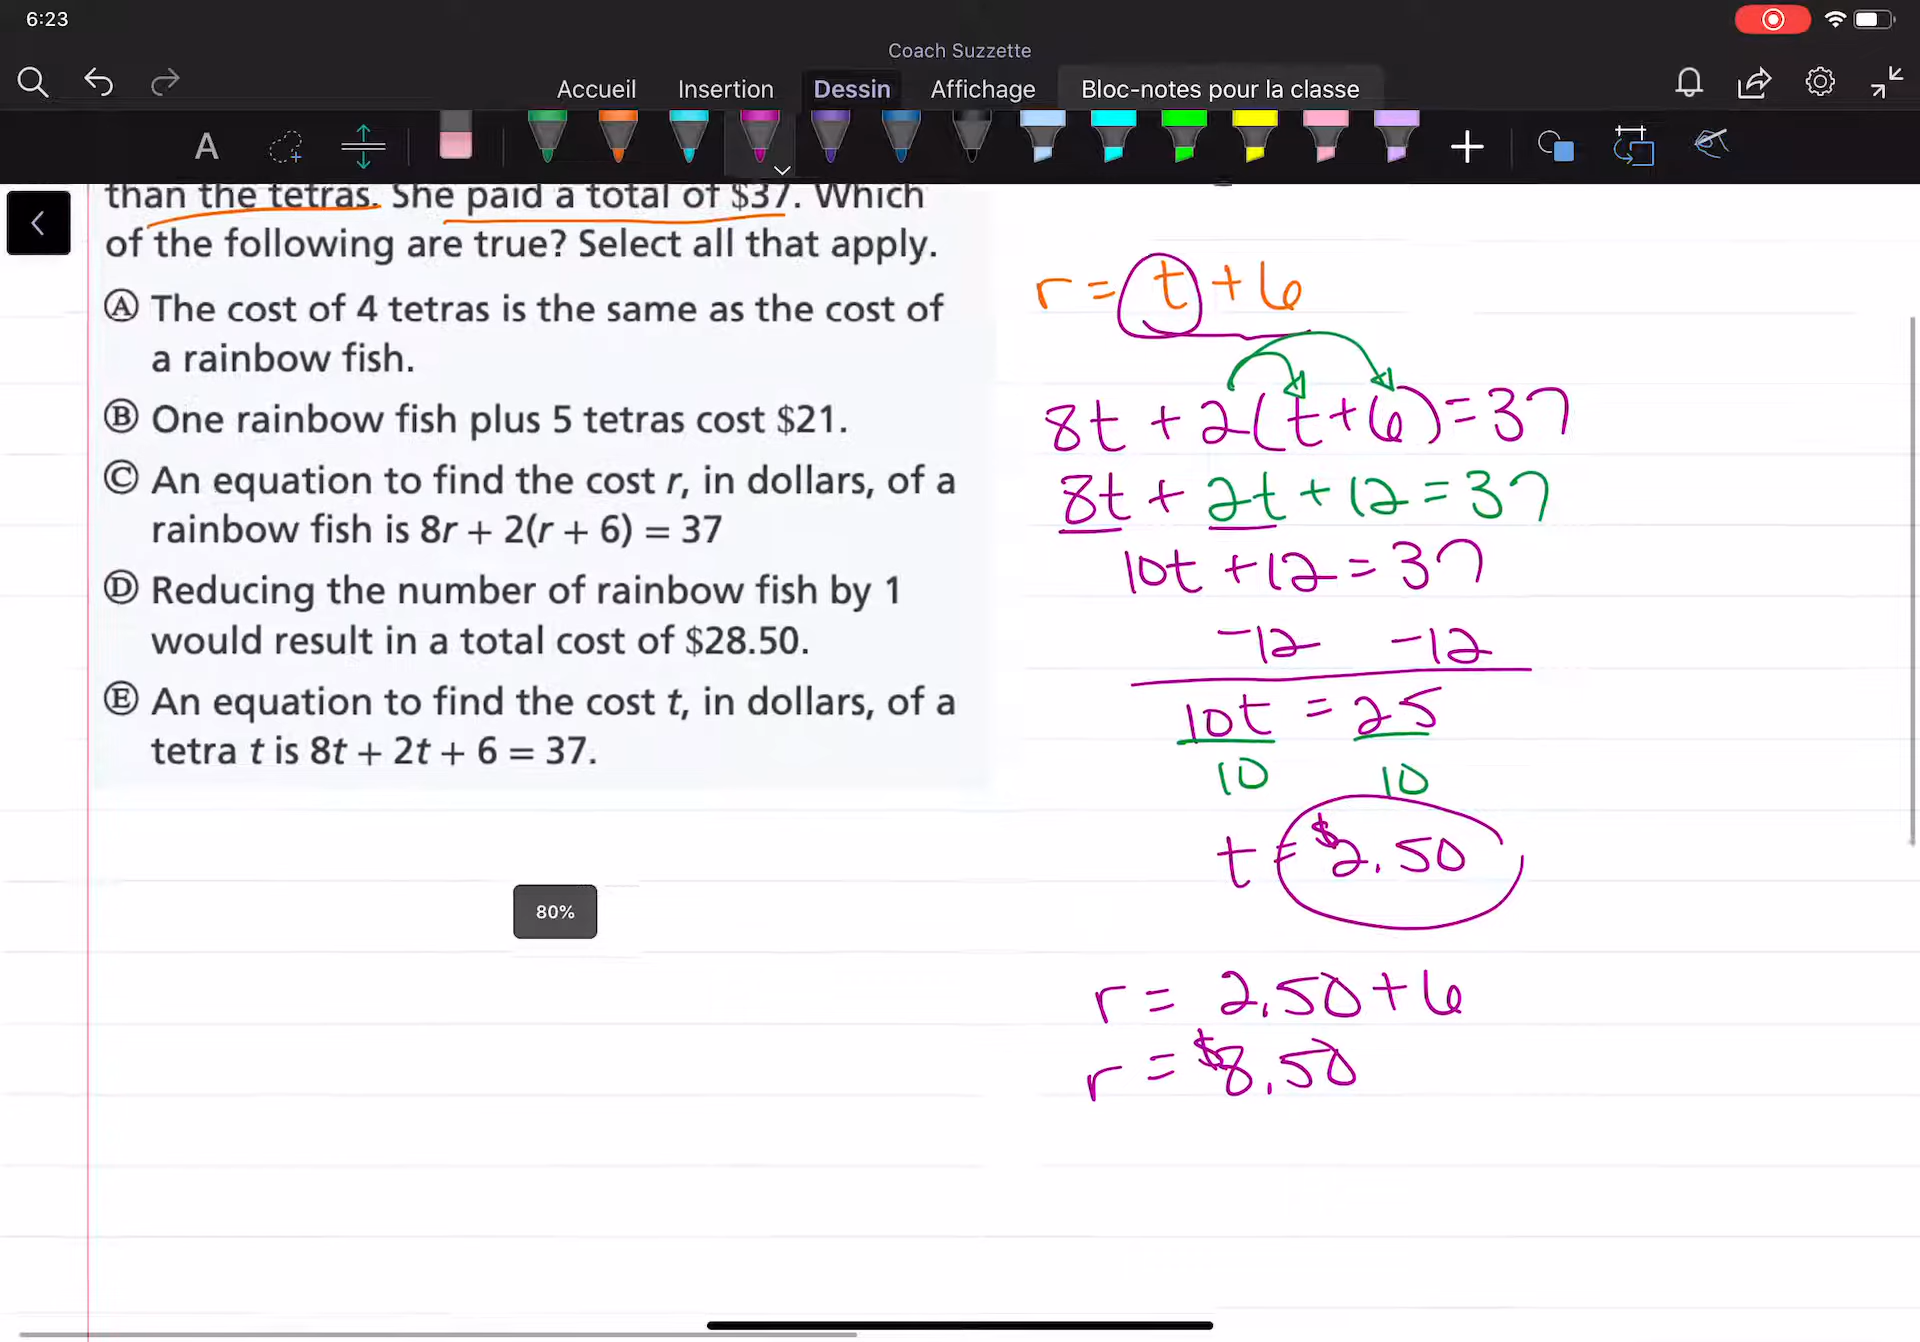 6:23
Coach Suzzette
Accueil Insertion Dessin Affichage Bloc-notes pour la classe
A
than the tetras. She paid a total of $37. Which
of the following are true? Select all that apply.
Ⓐ The cost of 4 tetras is the same as the cost of
a rainbow fish.
Ⓑ One rainbow fish plus 5 tetras cost $21.
Ⓒ An equation to find the cost r, in dollars, of a
rainbow fish is 8r + 2(r + 6) = 37
Ⓓ Reducing the number of rainbow fish by 1
would result in a total cost of $28.50.
Ⓔ An equation to find the cost t, in dollars, of a
tetra t is 8t + 2t + 6 = 37.
80%
r = t + 6
8t + 2(t+6) = 37
8t + 2t + 12 = 37
10t + 12 = 37
-12 -12
10t = 25
10 10
t = $2.50
r = 2.50 + 6
r = $8.50